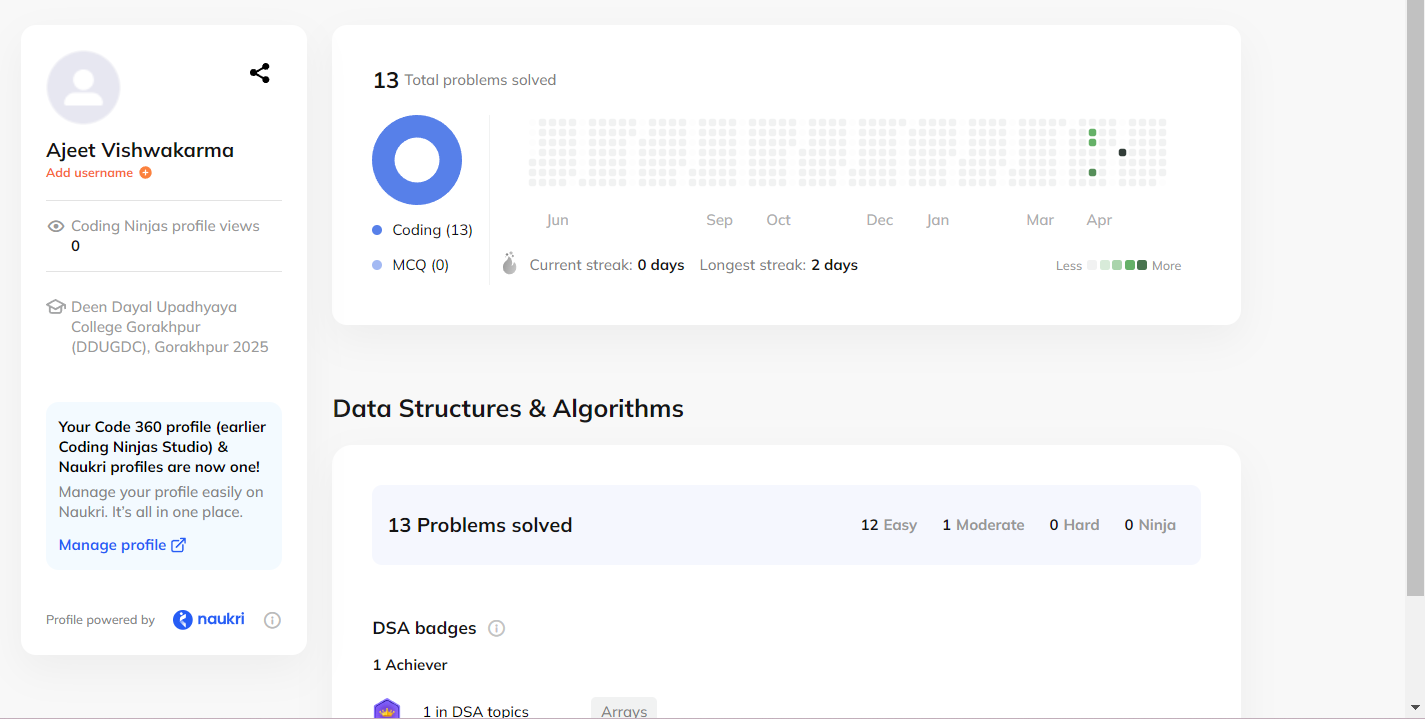 Ajeet Vishwakarma
Add username
Coding Ninjas profile views
0
Deen Dayal Upadhyaya
College Gorakhpur
(DDUGDC), Gorakhpur 2025
Your Code 360 profile (earlier
Coding Ninjas Studio) &
Naukri profiles are now one!
Manage your profile easily on
Naukri. It's all in one place.
Manage profile
Profile powered by naukri
13 Total problems solved
Coding (13)
MCQ (0)
Jun Sep Oct Dec Jan Mar Apr
Current streak: 0 days Longest streak: 2 days
Less More
Data Structures & Algorithms
13 Problems solved 12 Easy 1 Moderate 0 Hard 0 Ninja
DSA badges
1 Achiever
1 in DSA topics Arrays